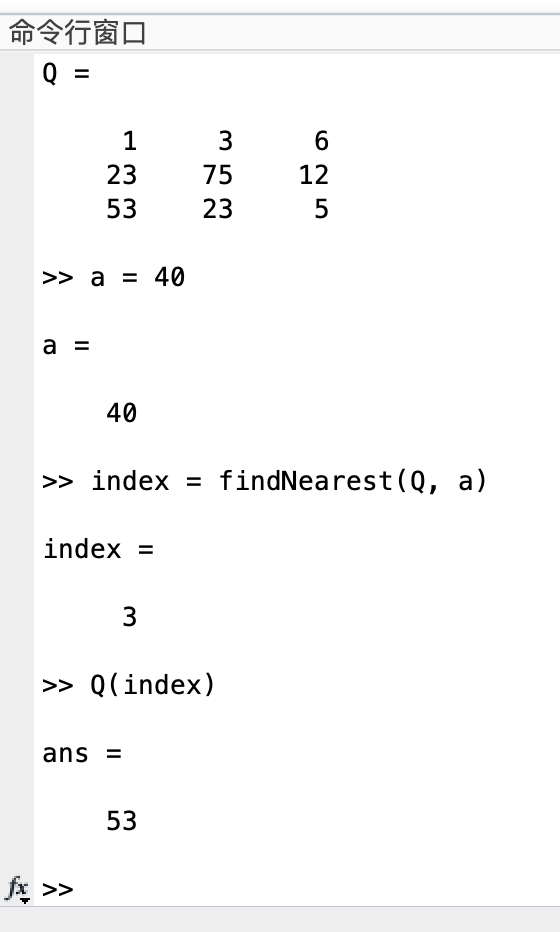 命令行窗口
Q =
1 3 6
23 75 12
53 23 5
>> a = 40
a =
40
>> index = findNearest(Q, a)
index =
3
>> Q(index)
ans =
53
fx >>